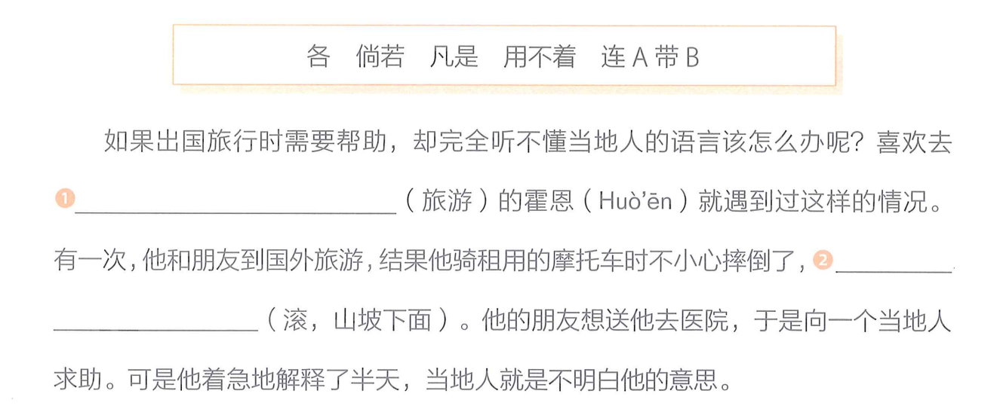 各 倘若 凡是 用不着 连A带B
如果出国旅行时需要帮助，却完全听不懂当地人的语言该怎么办呢？喜欢去
❶____________（旅游）的霍恩（Huò'ēn）就遇到过这样的情况。
有一次，他和朋友到国外旅游，结果他骑租用的摩托车时不小心摔倒了，❷______
____________（滚，山坡下面）。他的朋友想送他去医院，于是向一个当地人
求助。可是他着急地解释了半天，当地人就是不明白他的意思。